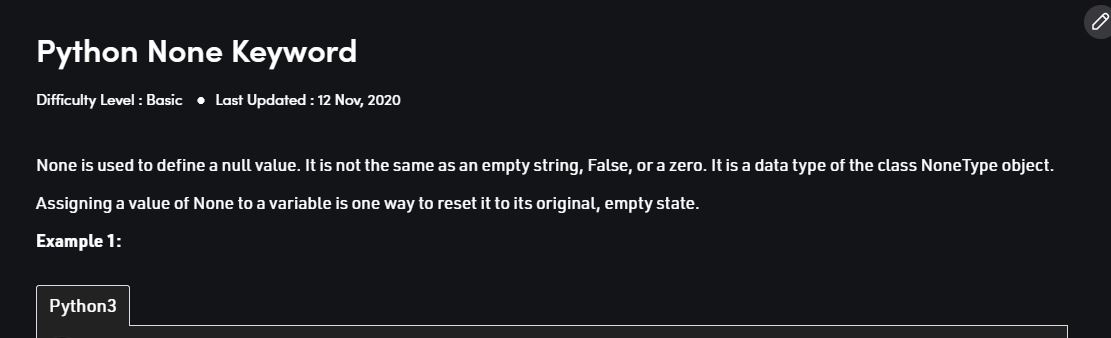 Python None Keyword
Difficulty Level : Basic ● Last Updated : 12 Nov, 2020
None is used to define a null value. It is not the same as an empty string, False, or a zero. It is a data type of the class NoneType object.
Assigning a value of None to a variable is one way to reset it to its original, empty state.
Example 1:
Python3